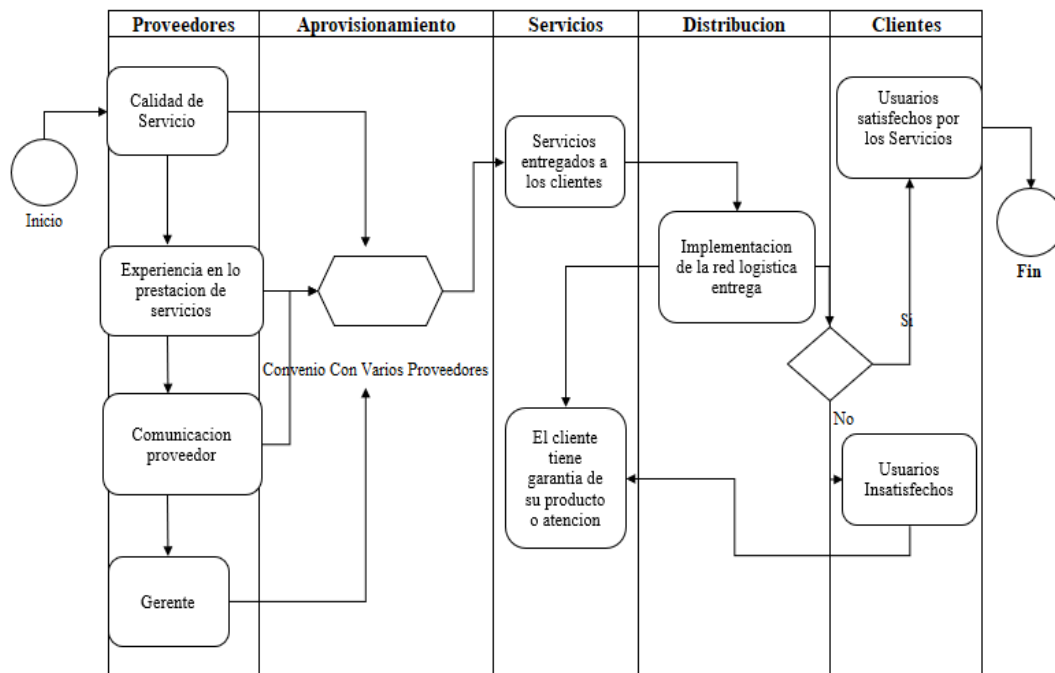 Proveedores
Aprovisionamiento
Servicios
Distribucion
Clientes
Inicio
Calidad de
Servicio
Experiencia en lo
prestacion de
servicios
Comunicacion
proveedor
Gerente
Convenio Con Varios Proveedores
Servicios
entregados a
los clientes
El cliente
tiene
garantia de
su producto
o atencion
Implementacion
de la red logistica
entrega
Si
No
Usuarios
satisfechos por
los Servicios
Usuarios
Insatisfechos
Fin